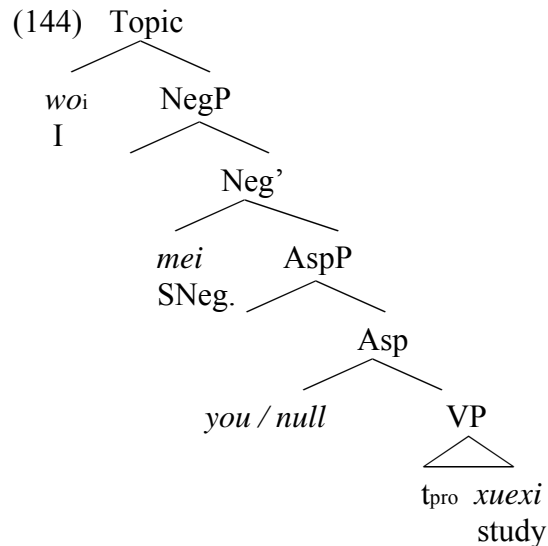 (144) Topic
woi NegP
I
Neg’
mei AspP
SNeg.
Asp
you / null VP
tpro xuexi
study